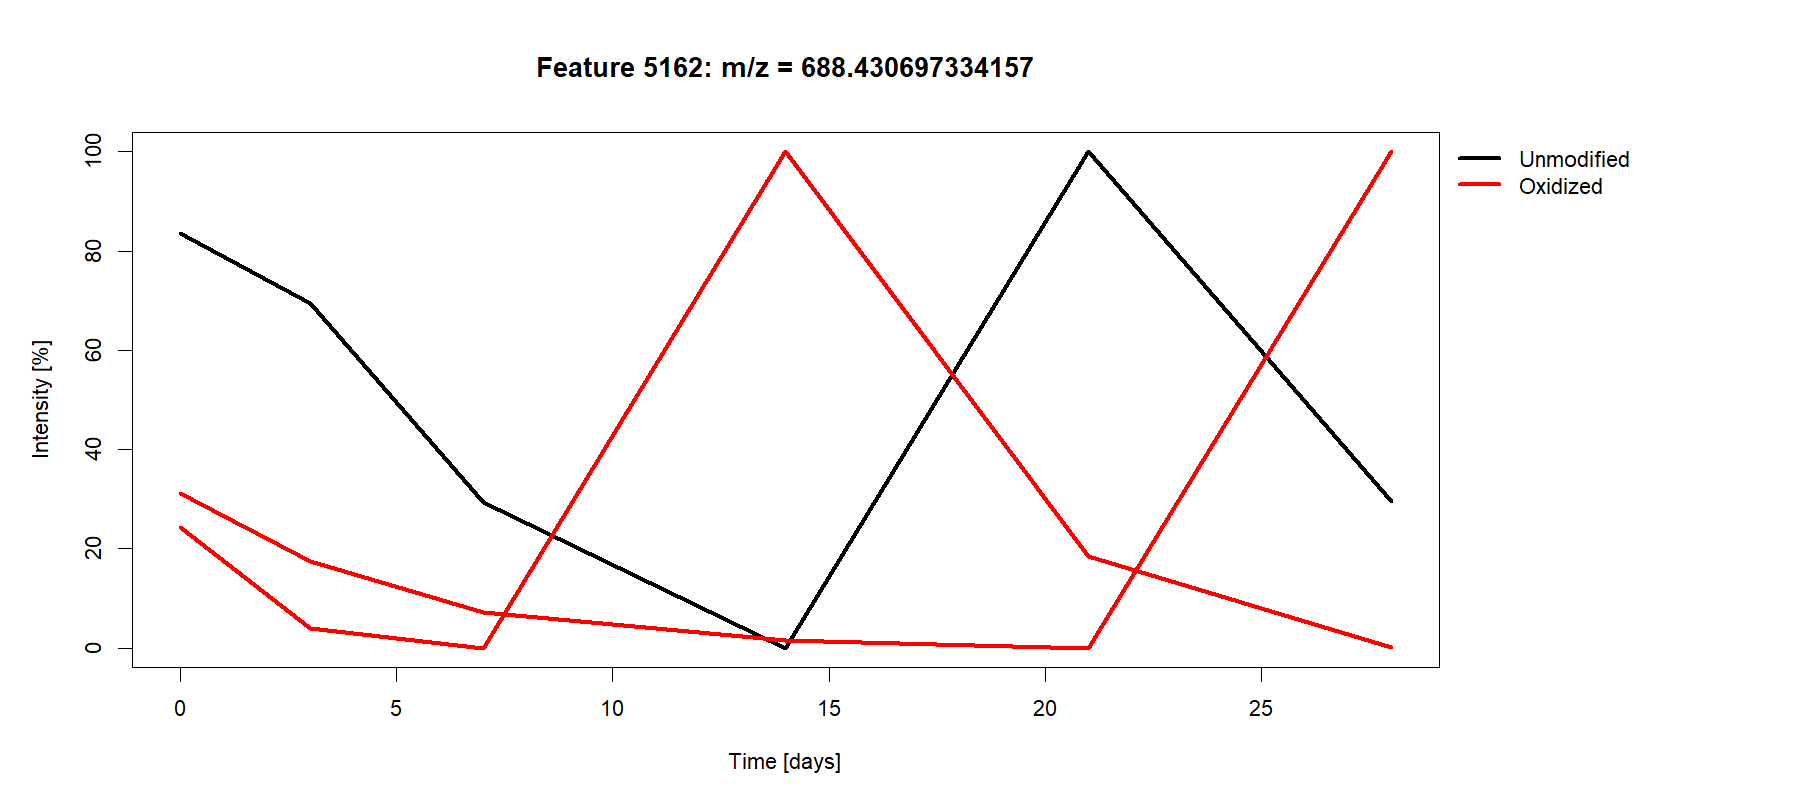 Feature 5162: m/z = 688.430697334157
Unmodified
Oxidized
Intensity [%]
100
80
60
40
20
0
0 5 10 15 20 25
Time [days]